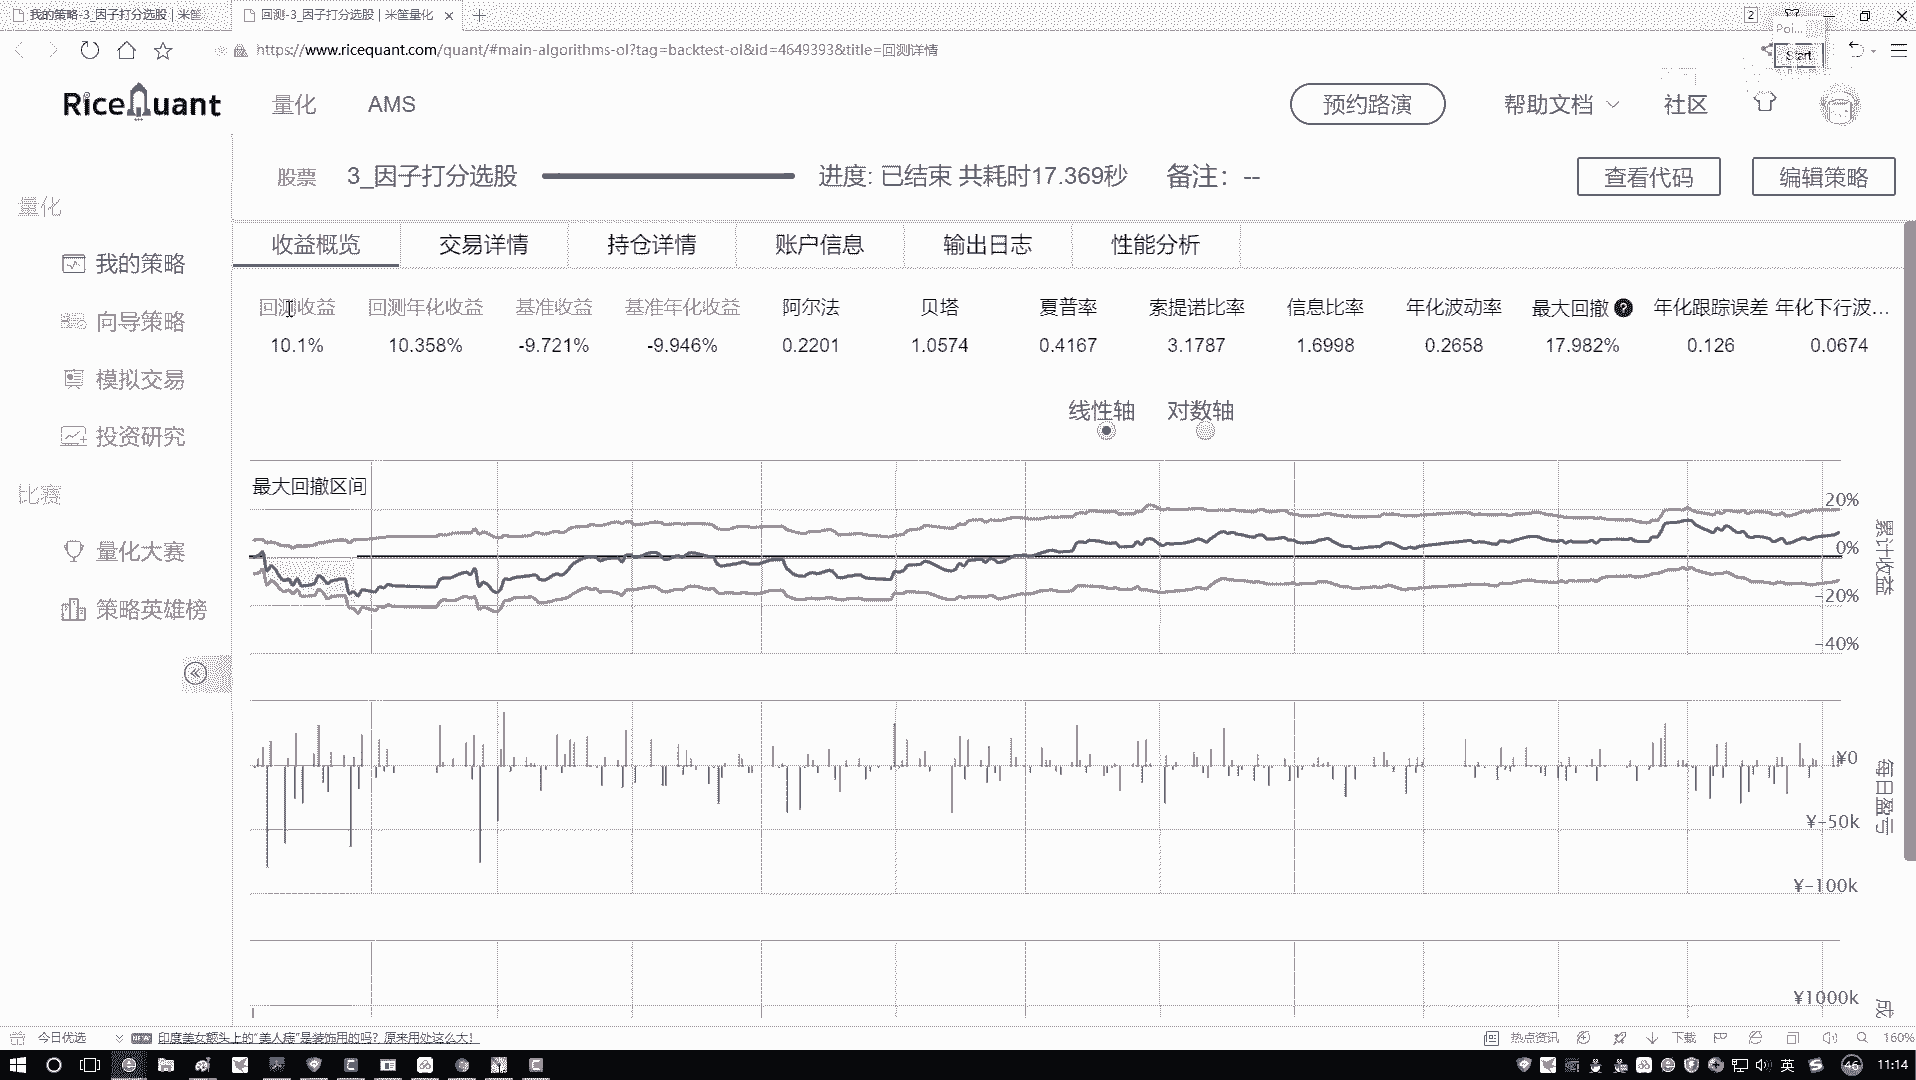 我的策略-3_因子打分选股 | 米筐
回测-3_因子打分选股 | 米筐量化
2
https://www.ricequant.com/quant/#main-algorithms-ol?tag=backtest-ol&id=4649393&title=回测详情
Poi...
Start
RiceQuant
量化
AMS
预约路演
帮助文档
社区
股票
3_因子打分选股
进度: 已结束 共耗时17.369秒
备注: --
查看代码
编辑策略
量化
我的策略
向导策略
模拟交易
投资研究
比赛
量化大赛
策略英雄榜
收益概览 交易详情 持仓详情 账户信息 输出日志 性能分析
回测收益 回测年化收益 基准收益 基准年化收益 阿尔法 贝塔 夏普率 索提诺比率 信息比率 年化波动率 最大回撤 ? 年化跟踪误差 年化下行波...
10.1% 10.358% -9.721% -9.946% 0.2201 1.0574 0.4167 3.1787 1.6998 0.2658 17.982% 0.126 0.0674
线性轴 对数轴
最大回撤区间
20%
0%
-20%
-40%
累计收益
¥0
¥-50k
¥-100k
每日盈亏
¥1000k
成
今日优选
NEW
印度美女额头上的"美人痣"是装饰用的吗? 原来用处这么大!
热点资讯
下载
160%
英
46
11:14